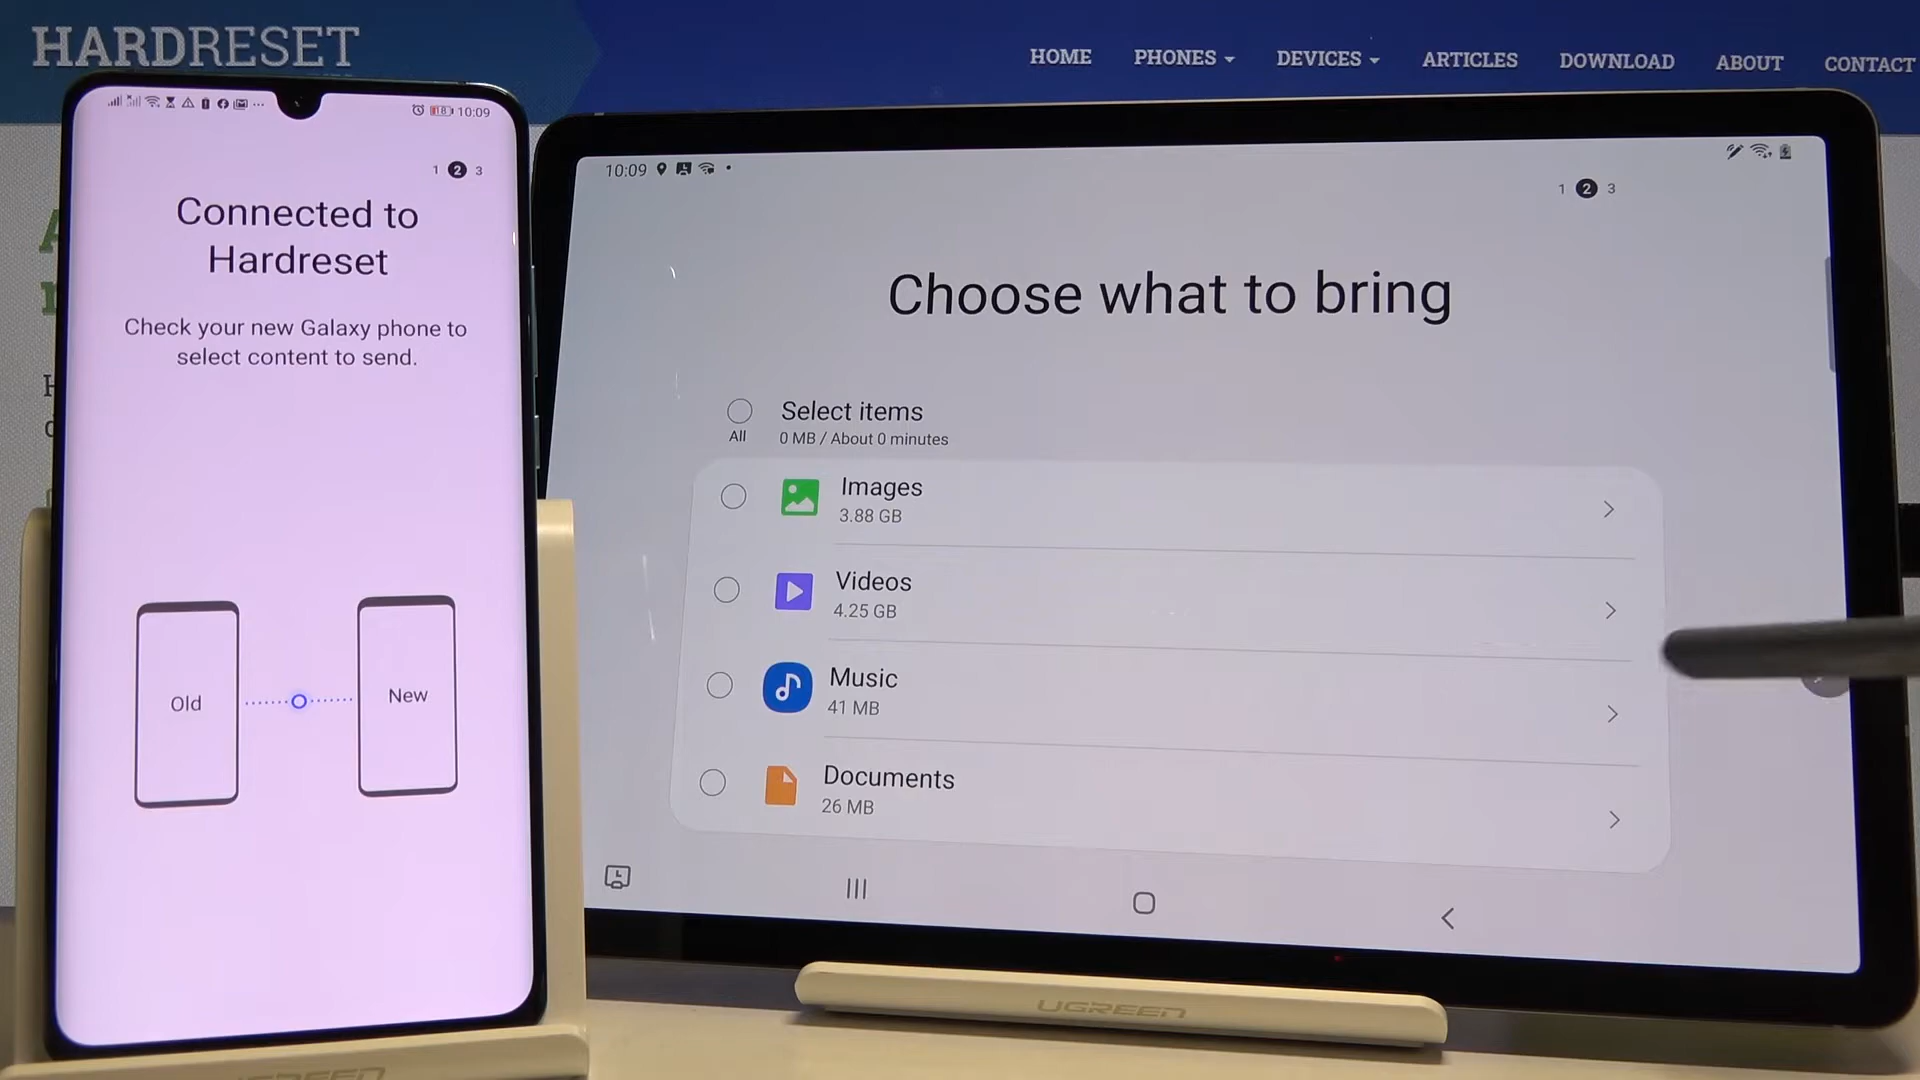 HARDRESET
HOME
PHONES
DEVICES
ARTICLES
DOWNLOAD
ABOUT
CONTACT
18 10:09
1 2 3
Connected to
Hardreset
Check your new Galaxy phone to
select content to send.
Old
New
10:09
1 2 3
Choose what to bring
Select items
All
0 MB / About 0 minutes
Images
3.88 GB
Videos
4.25 GB
Music
41 MB
Documents
26 MB
UGREEN